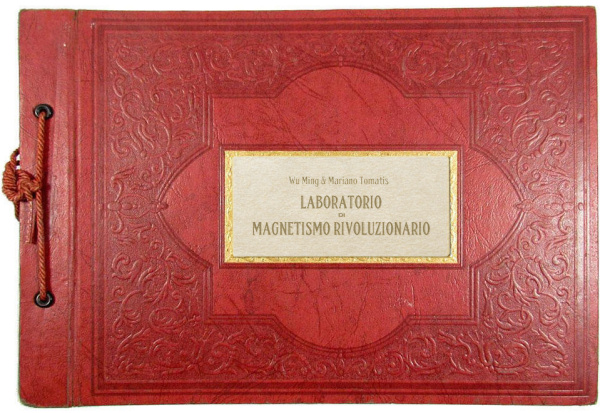 Wu Ming & Mariano Tomatis
LABORATORIO
DI
MAGNETISMO RIVOLUZIONARIO